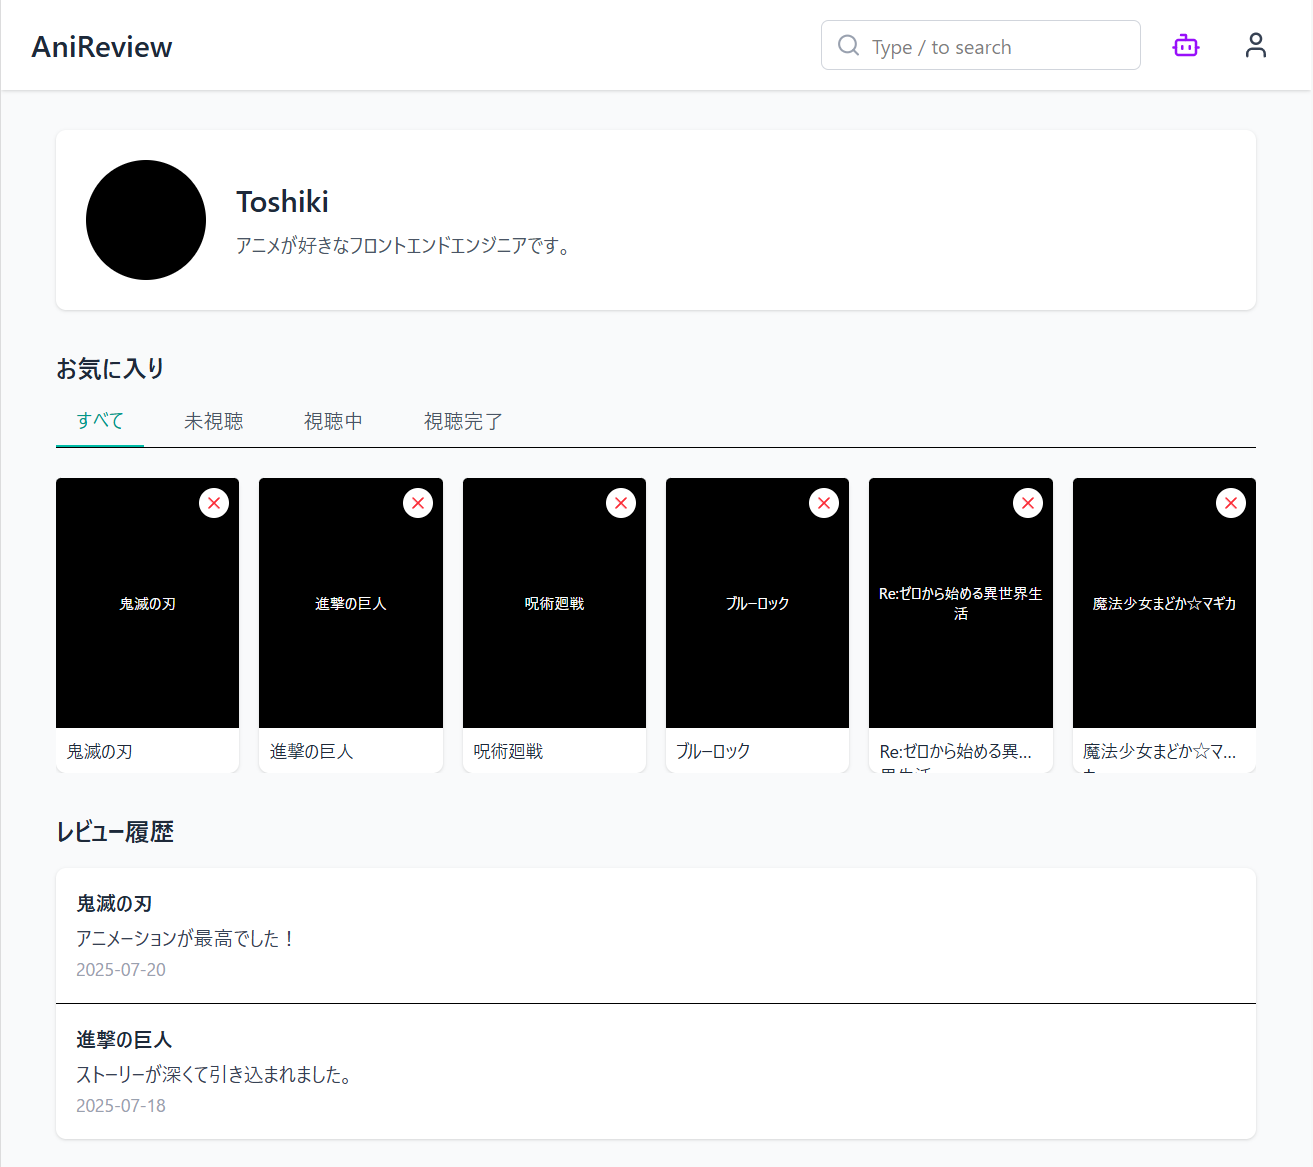 AniReview
Type / to search
Toshiki
アニメが好きなフロントエンドエンジニアです。
お気に入り
すべて
未視聴
視聴中
視聴完了
鬼滅の刃
進撃の巨人
呪術廻戦
ブルーロック
Re:ゼロから始める異世界生
活
魔法少女まどか☆マギカ
鬼滅の刃
進撃の巨人
呪術廻戦
ブルーロック
Re:ゼロから始める異...
魔法少女まどか☆マ...
レビュー履歴
鬼滅の刃
アニメーションが最高でした！
2025-07-20
進撃の巨人
ストーリーが深くて引き込まれました。
2025-07-18